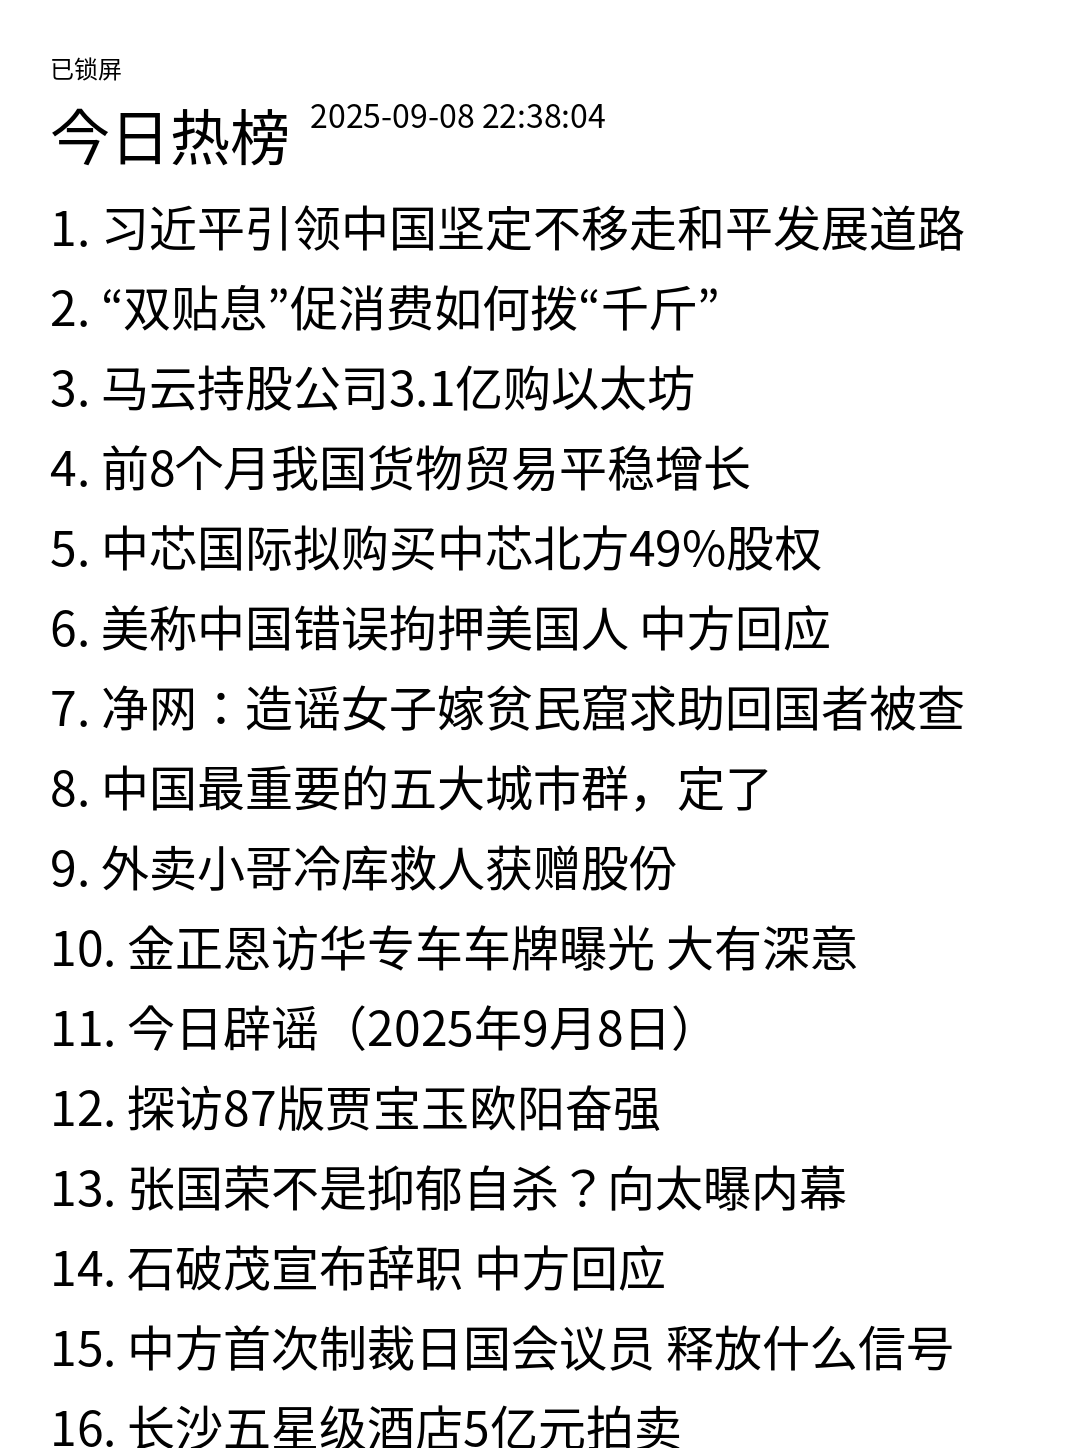 已锁屏
今日热榜 2025-09-08 22:38:04
1. 习近平引领中国坚定不移走和平发展道路
2. “双贴息”促消费如何拨“千斤”
3. 马云持股公司3.1亿购以太坊
4. 前8个月我国货物贸易平稳增长
5. 中芯国际拟购买中芯北方49%股权
6. 美称中国错误拘押美国人 中方回应
7. 净网：造谣女子嫁贫民窟求助回国者被查
8. 中国最重要的五大城市群，定了
9. 外卖小哥冷库救人获赠股份
10. 金正恩访华专车车牌曝光 大有深意
11. 今日辟谣（2025年9月8日）
12. 探访87版贾宝玉欧阳奋强
13. 张国荣不是抑郁自杀？向太曝内幕
14. 石破茂宣布辞职 中方回应
15. 中方首次制裁日国会议员 释放什么信号
16. 长沙五星级酒店5亿元拍卖